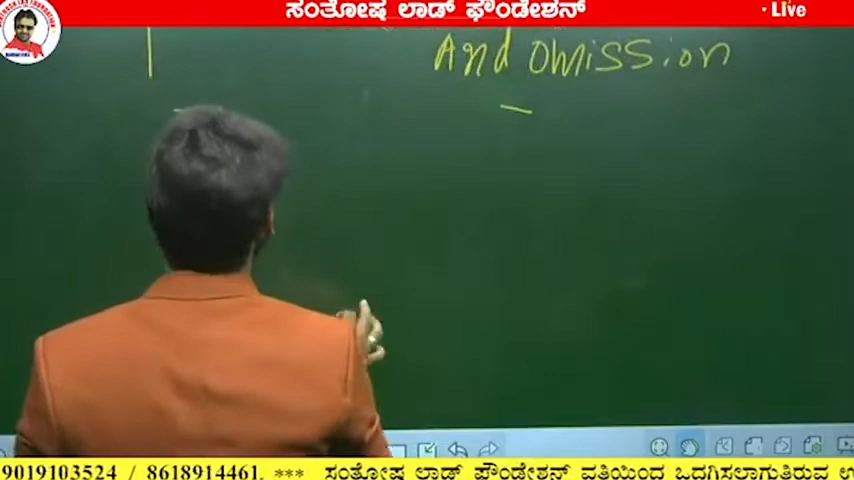 ಸಂತೋಷ ಲಾಡ್ ಫೌಂಡೇಶನ್
Live
And Omission
9019103524 / 8618914461. *** ಸಂತೋಷ ಲಾಡ್ ಫೌಂಡೇಶನ್ ವತಿಯಿಂದ ಒದಗಿಸಲಾಗುತಿರುವ